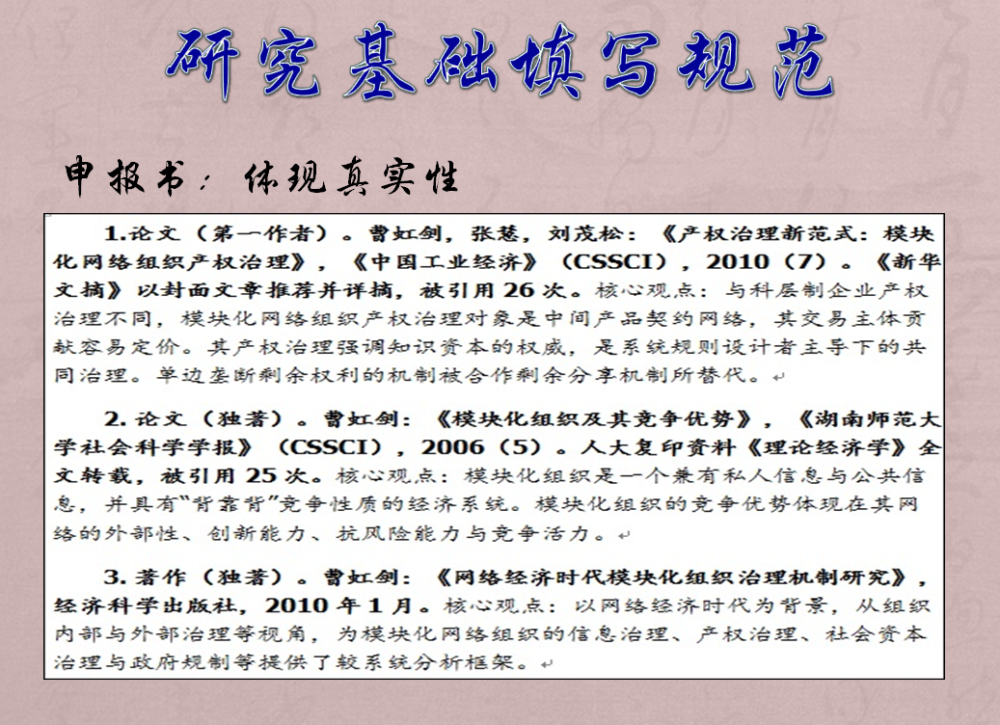 研究基础填写规范
申报书：体现真实性
1.论文（第一作者）。曹虹剑，张慧，刘茂松：《产权治理新范式：模块
化网络组织产权治理》，《中国工业经济》（CSSCI），2010（7）。《新华
文摘》以封面文章推荐并详摘，被引用 26 次。核心观点：与科层制企业产权
治理不同，模块化网络组织产权治理对象是中间产品契约网络，其交易主体贡
献容易定价。其产权治理强调知识资本的权威，是系统规则设计者主导下的共
同治理。单边垄断剩余权利的机制被合作剩余分享机制所替代。↵
2. 论文（独著）。曹虹剑：《模块化组织及其竞争优势》，《湖南师范大
学社会科学学报》（CSSCI），2006（5）。人大复印资料《理论经济学》全
文转载，被引用 25 次。核心观点：模块化组织是一个兼有私人信息与公共信
息，并具有“背靠背”竞争性质的经济系统。模块化组织的竞争优势体现在其网
络的外部性、创新能力、抗风险能力与竞争活力。↵
3. 著作（独著）。曹虹剑：《网络经济时代模块化组织治理机制研究》，
经济科学出版社，2010 年 1 月。核心观点：以网络经济时代为背景，从组织
内部与外部治理等视角，为模块化网络组织的信息治理、产权治理、社会资本
治理与政府规制等提供了较系统分析框架。↵